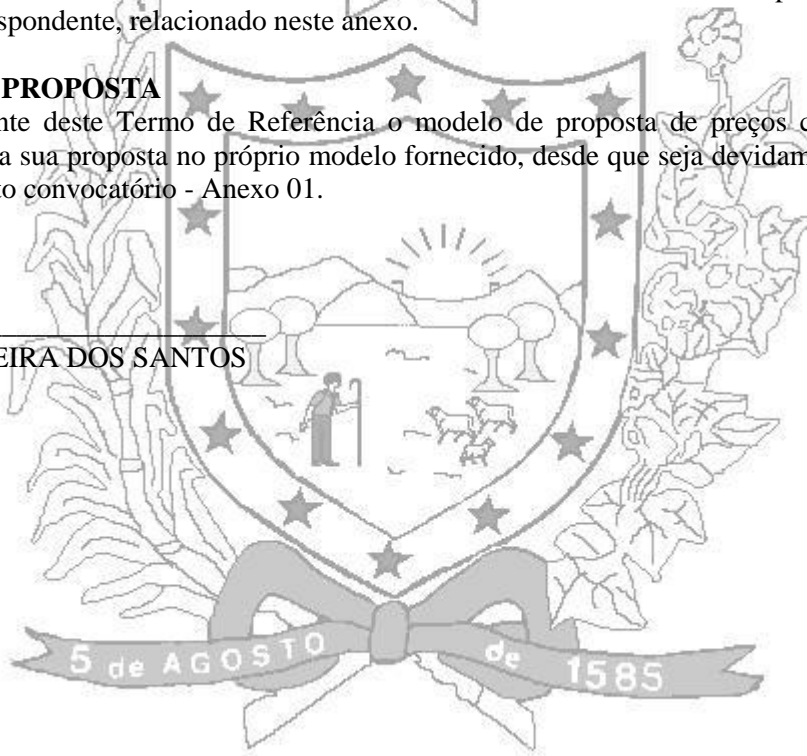 spondente, relacionado neste anexo.
PROPOSTA
nte deste Termo de Referência o modelo de proposta de preços
a sua proposta no próprio modelo fornecido, desde que seja
to convocatório - Anexo 01.
EIRA DOS SANTOS
5 de AGOSTO de 1585